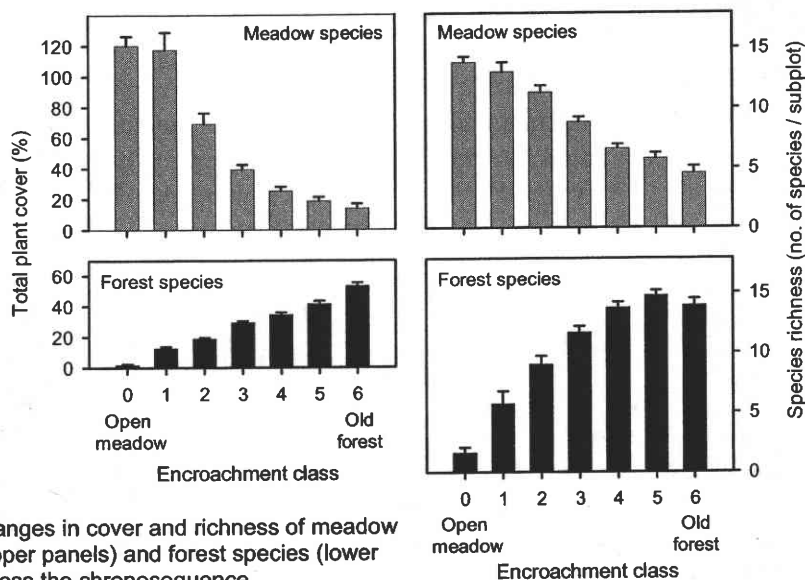 Meadow species
Total plant cover (%)
120
100
80
60
40
20
0
Forest species
60
40
20
0
0 1 2 3 4 5 6
Open meadow
Old forest
Encroachment class
Meadow species
Species richness (no. of species / subplot)
15
10
5
0
Forest species
15
10
5
0
0 1 2 3 4 5 6
Open meadow
Old forest
Encroachment class
anges in cover and richness of meadow
pper panels) and forest species (lower